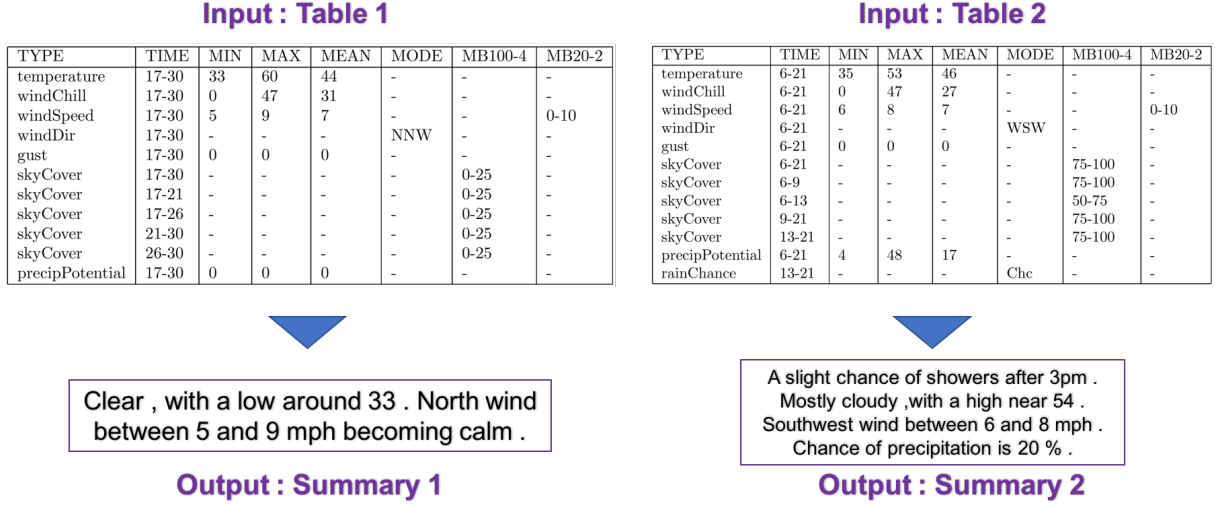 Input : Table 1
TYPE TIME MIN MAX MEAN MODE MB100-4 MB20-2
temperature 17-30 33 60 44 - - -
windChill 17-30 0 47 31 - - -
windSpeed 17-30 5 9 7 - - 0-10
windDir 17-30 - - - NNW - -
gust 17-30 0 0 0 - - -
skyCover 17-30 - - - - 0-25 -
skyCover 17-21 - - - - 0-25 -
skyCover 17-26 - - - - 0-25 -
skyCover 21-30 - - - - 0-25 -
skyCover 26-30 - - - - 0-25 -
precipPotential 17-30 0 0 0 - - -
Clear , with a low around 33 . North wind
between 5 and 9 mph becoming calm .
Output : Summary 1
Input : Table 2
TYPE TIME MIN MAX MEAN MODE MB100-4 MB20-2
temperature 6-21 35 53 46 - - -
windChill 6-21 0 47 27 - - -
windSpeed 6-21 6 8 7 - - 0-10
windDir 6-21 - - - WSW - -
gust 6-21 0 0 0 - - -
skyCover 6-21 - - - - 75-100 -
skyCover 6-9 - - - - 75-100 -
skyCover 6-13 - - - - 50-75 -
skyCover 9-21 - - - - 75-100 -
skyCover 13-21 - - - - 75-100 -
precipPotential 6-21 4 48 17 - - -
rainChance 13-21 - - - Chc - -
A slight chance of showers after 3pm .
Mostly cloudy ,with a high near 54 .
Southwest wind between 6 and 8 mph .
Chance of precipitation is 20 % .
Output : Summary 2